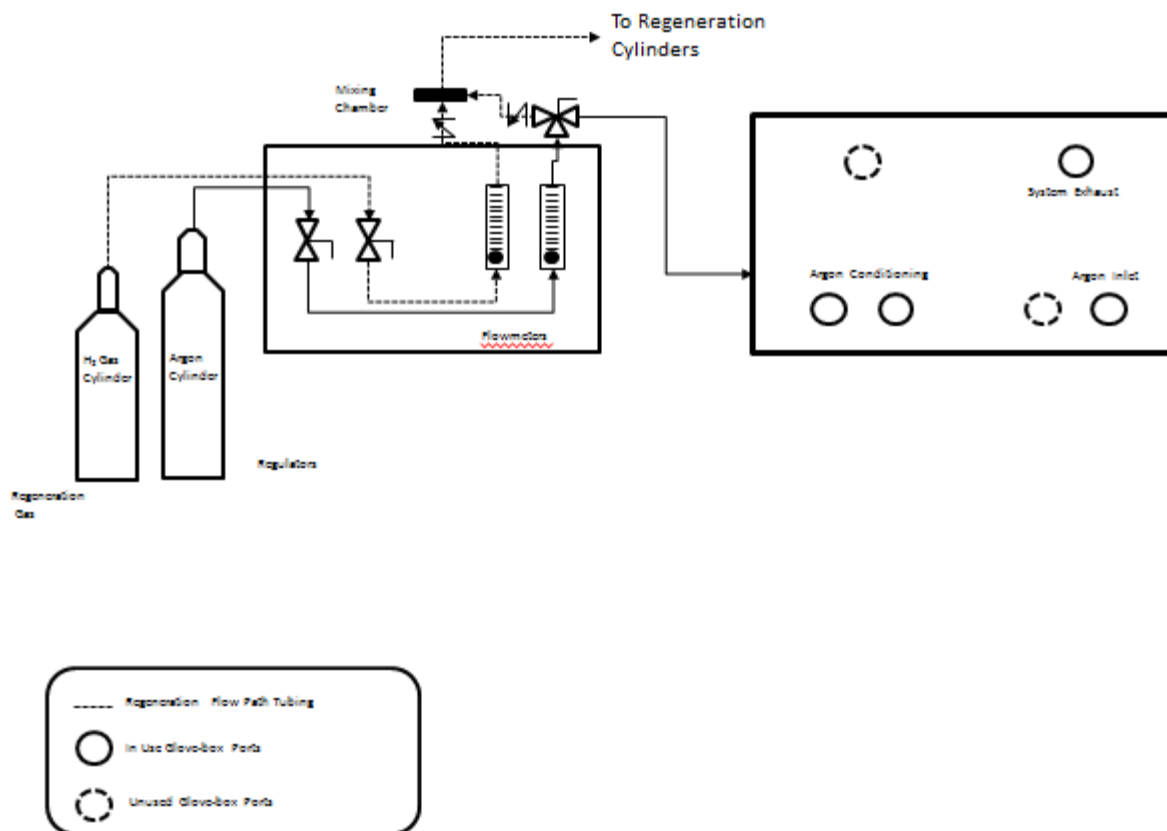 To Regeneration
Cylinders
Mixing
Chamber
System Exhaust
Argon Conditioning
Argon Inlet
Flowmeters
H₂ Gas
Cylinder
Argon
Cylinder
Regulators
Regeneration
Gas
Regeneration Flow Path Tubing
In Use Glove-box Ports
Unused Glove-box Ports